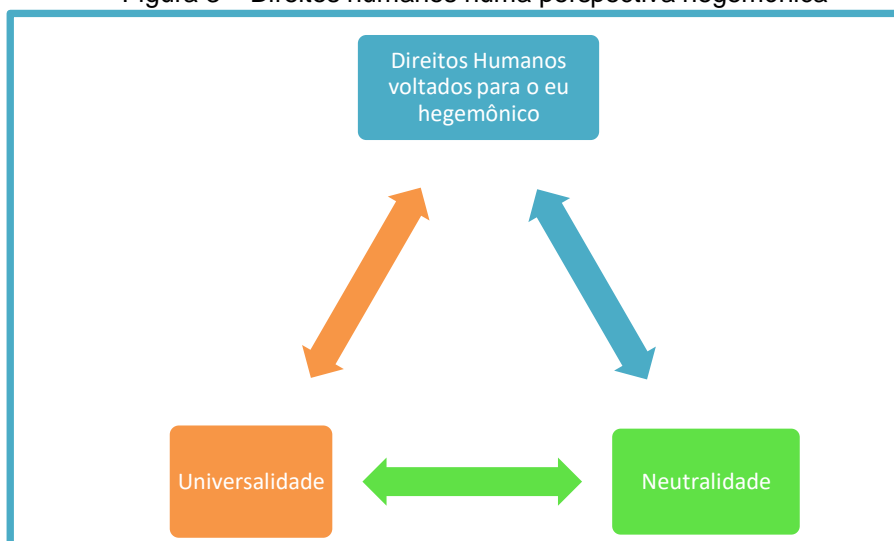 Direitos humanos numa perspectiva hegemônica
Direitos Humanos
voltados para o eu
hegemônico
Universalidade
Neutralidade